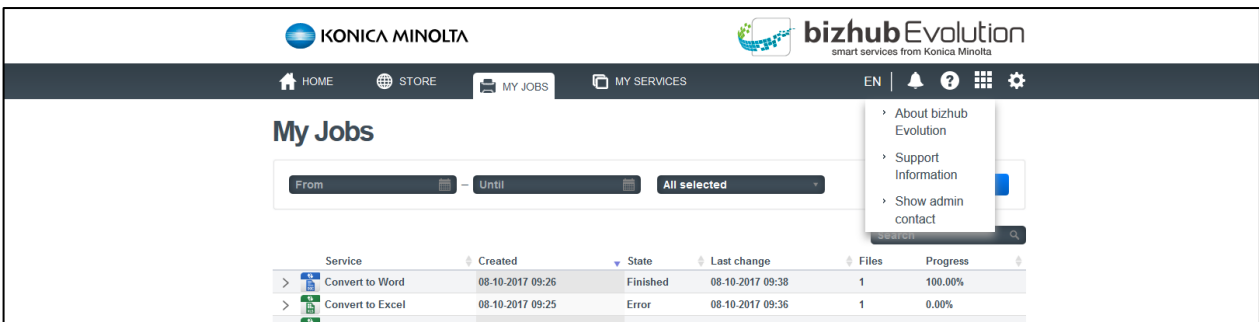 KONICA MINOLTA
bizhub Evolution
smart services from Konica Minolta
HOME STORE MY JOBS MY SERVICES EN
My Jobs
About bizhub
Evolution
Support
Information
Show admin
contact
From – Until All selected
search
Service Created State Last change Files Progress
Convert to Word 08-10-2017 09:26 Finished 08-10-2017 09:38 1 100.00%
Convert to Excel 08-10-2017 09:25 Error 08-10-2017 09:36 1 0.00%